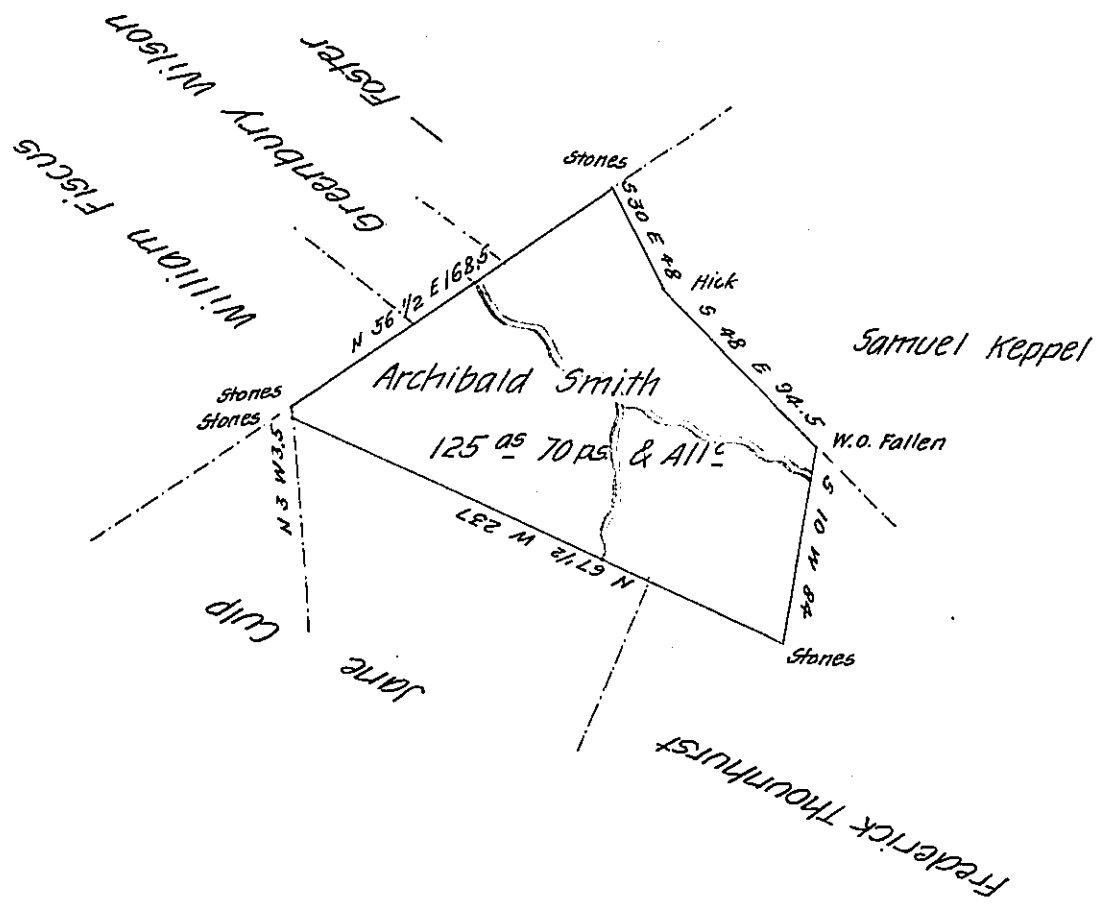 Foster
Greenbury Wilson
William Fiscus
Stones
S 30 E 48
Hick
S 48 E 94.5
Samuel Keppel
N 56 1/2 E 168.5
Archibald Smith
125 as 70 ps. & Allc
Stones
Stones
W.O. Fallen
S 10 W 84
N 3 W 3.5
N 67 1/2 W 237
Stones
Jane Culp
Frederick Thournhurst